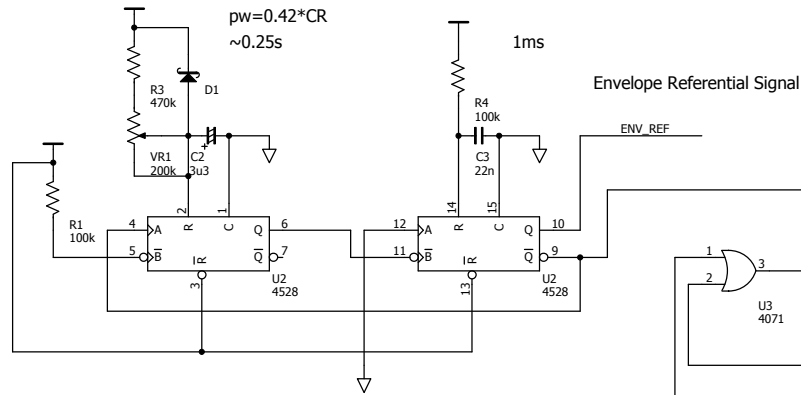 pw=0.42*CR
~0.25s
1ms
Envelope Referential Signal
R3
470k
D1
R4
100k
ENV_REF
VR1
200k
C2
3u3
C3
22n
R1
100k
2
1
14
15
4
A
R
C
Q
6
12
A
R
C
Q
10
5
B
R
Q
7
11
B
R
Q
9
3
U2
4528
13
U2
4528
1
2
3
U3
4071